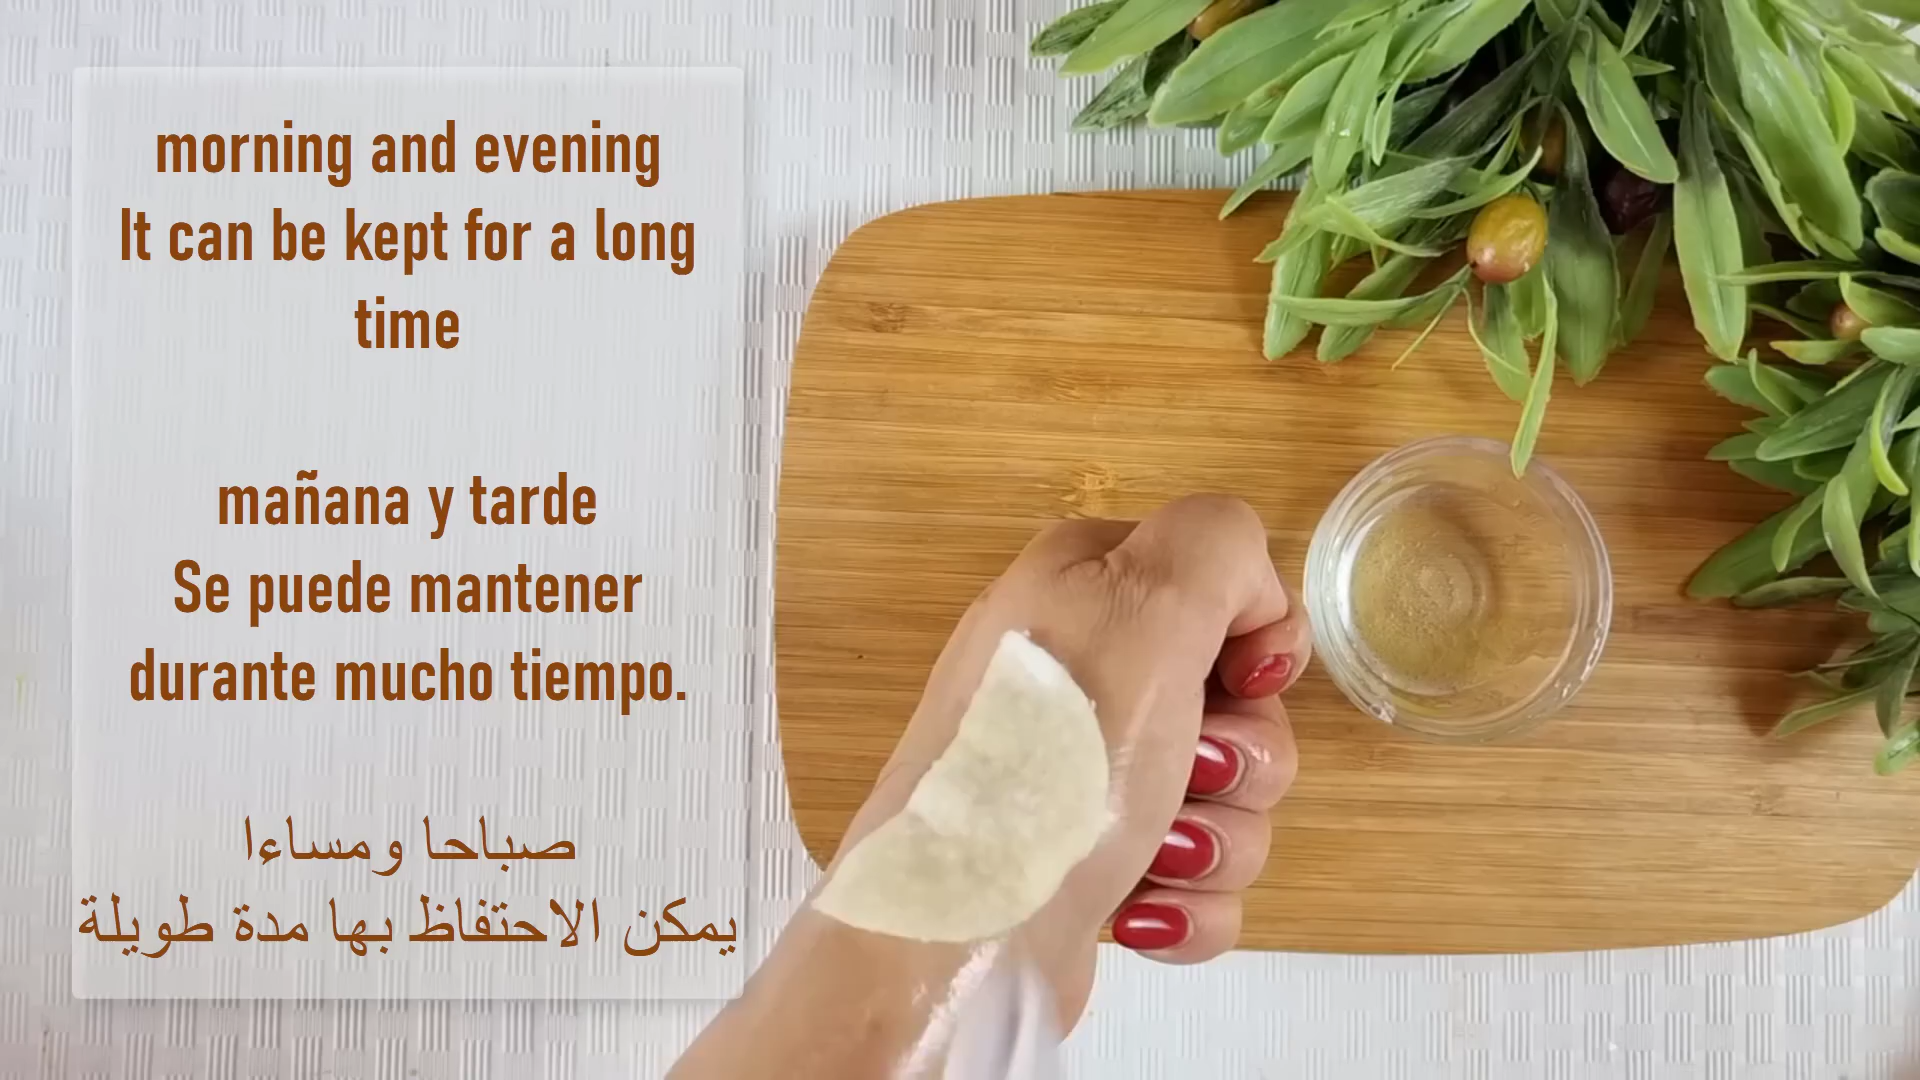 morning and evening
It can be kept for a long
time
mañana y tarde
Se puede mantener
durante mucho tiempo.
صباحا ومساءا
يمكن الاحتفاظ بها مدة طويلة